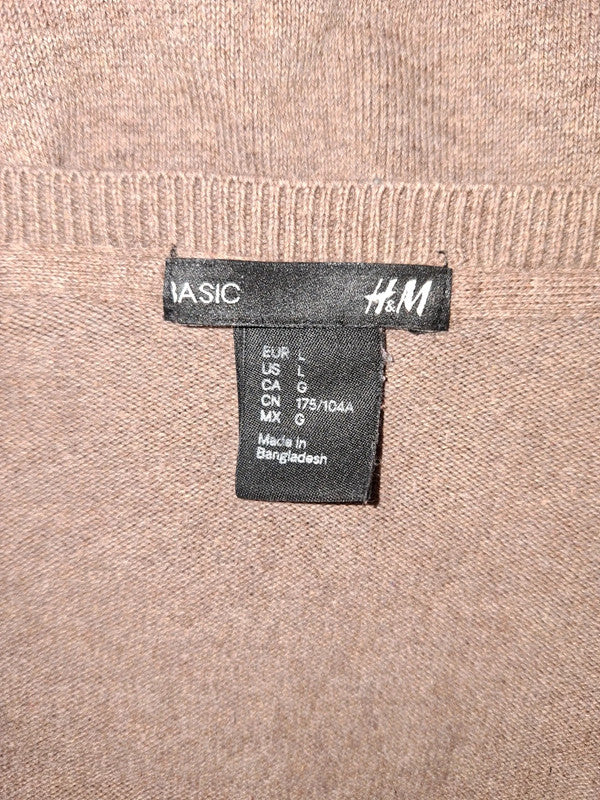 BASIC H&M
EUR L
US L
CA G
CN 175/104A
MX G
Made in
Bangladesh